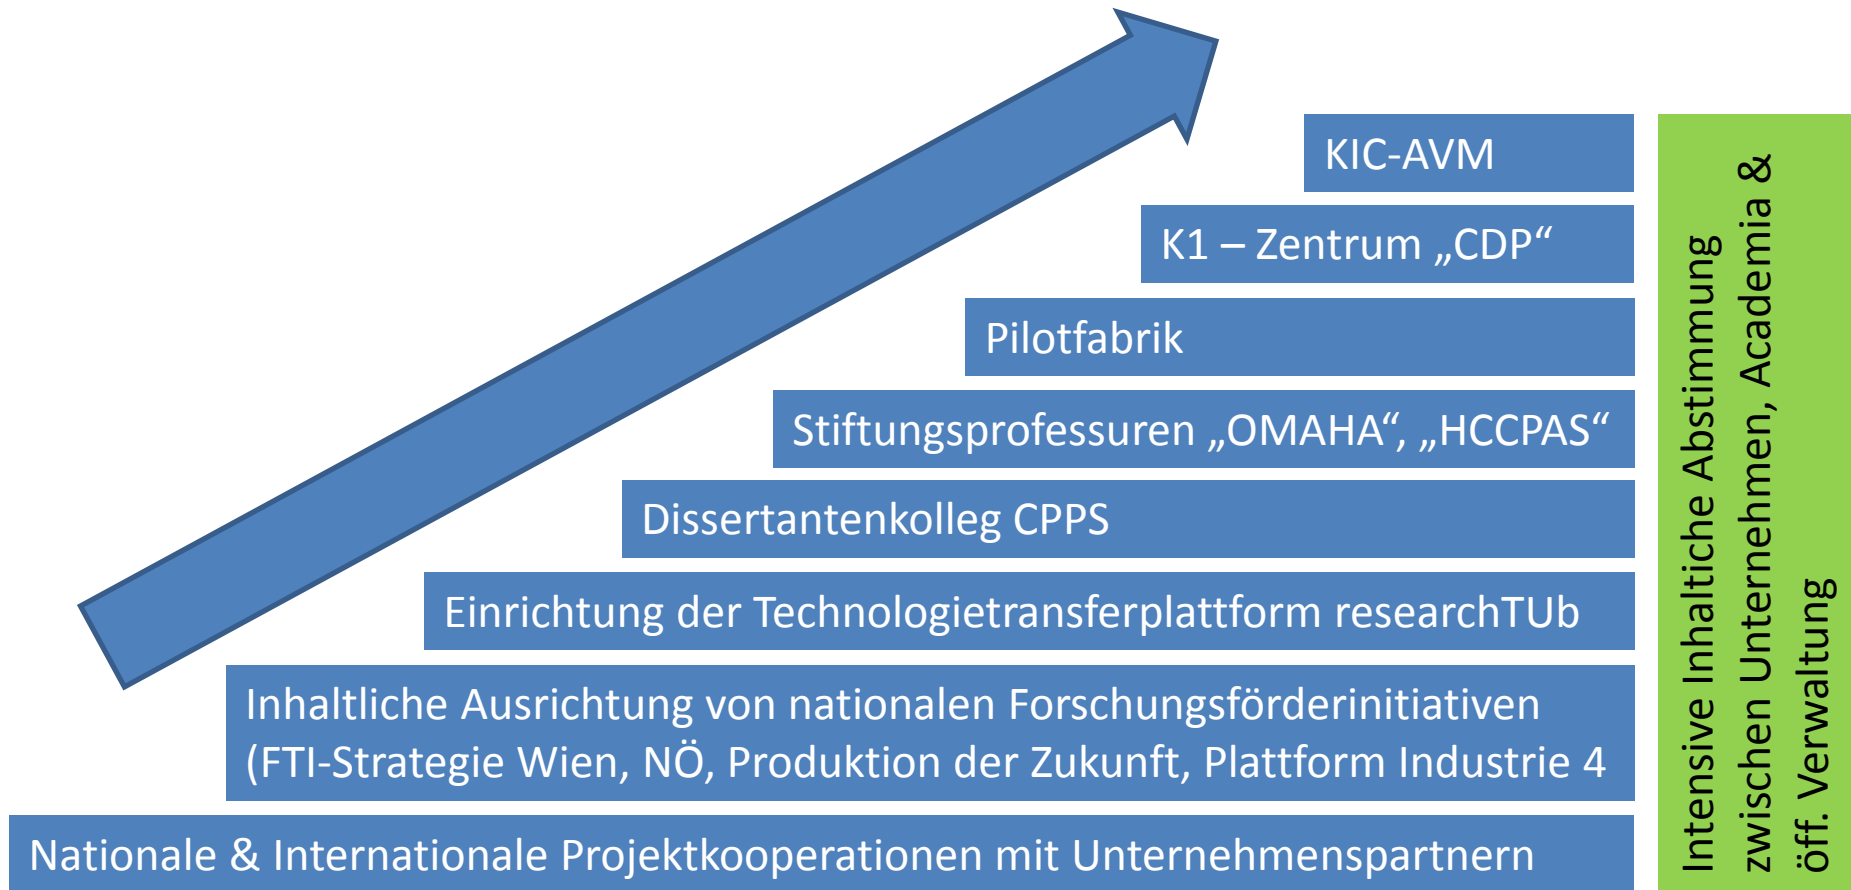 KIC-AVM
K1 – Zentrum „CDP“
Pilotfabrik
Stiftungsprofessuren „OMAHA“, „HCCPAS“
Dissertantenkolleg CPPS
Einrichtung der Technologietransferplattform researchTUb
Inhaltliche Ausrichtung von nationalen Forschungsförderinitiativen
(FTI-Strategie Wien, NÖ, Produktion der Zukunft, Plattform Industrie 4
Nationale & Internationale Projektkooperationen mit Unternehmenspartnern
Intensive Inhaltliche Abstimmung
zwischen Unternehmen, Academia &
öff. Verwaltung